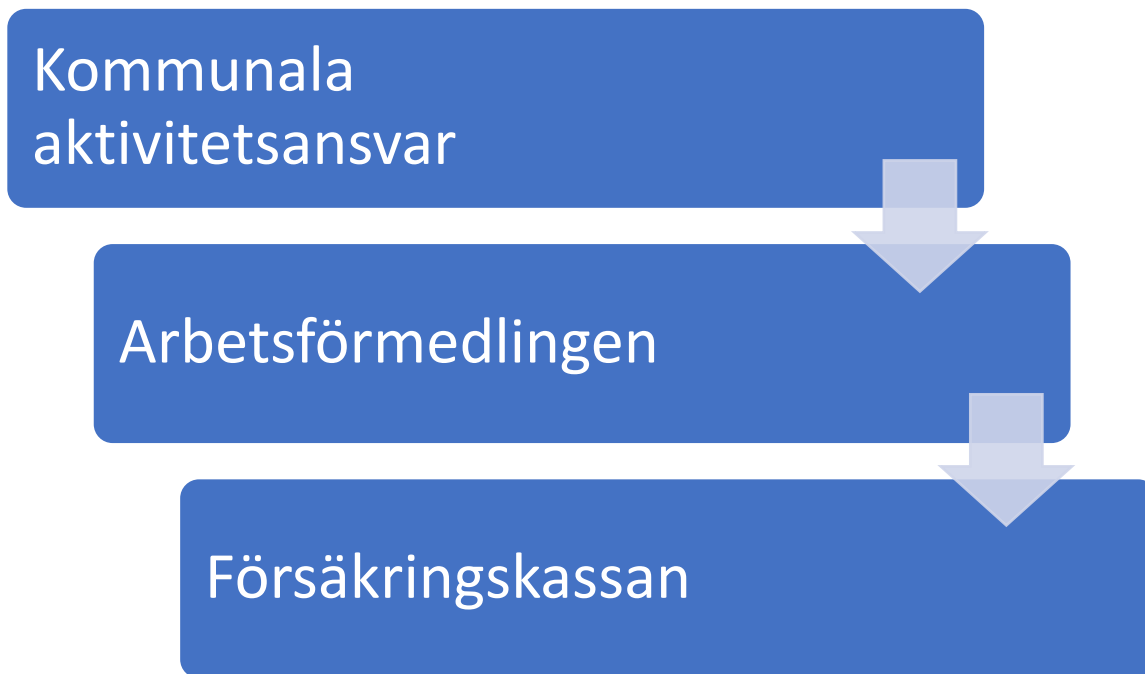 Kommunala
aktivitetsansvar
Arbetsförmedlingen
Försäkringskassan